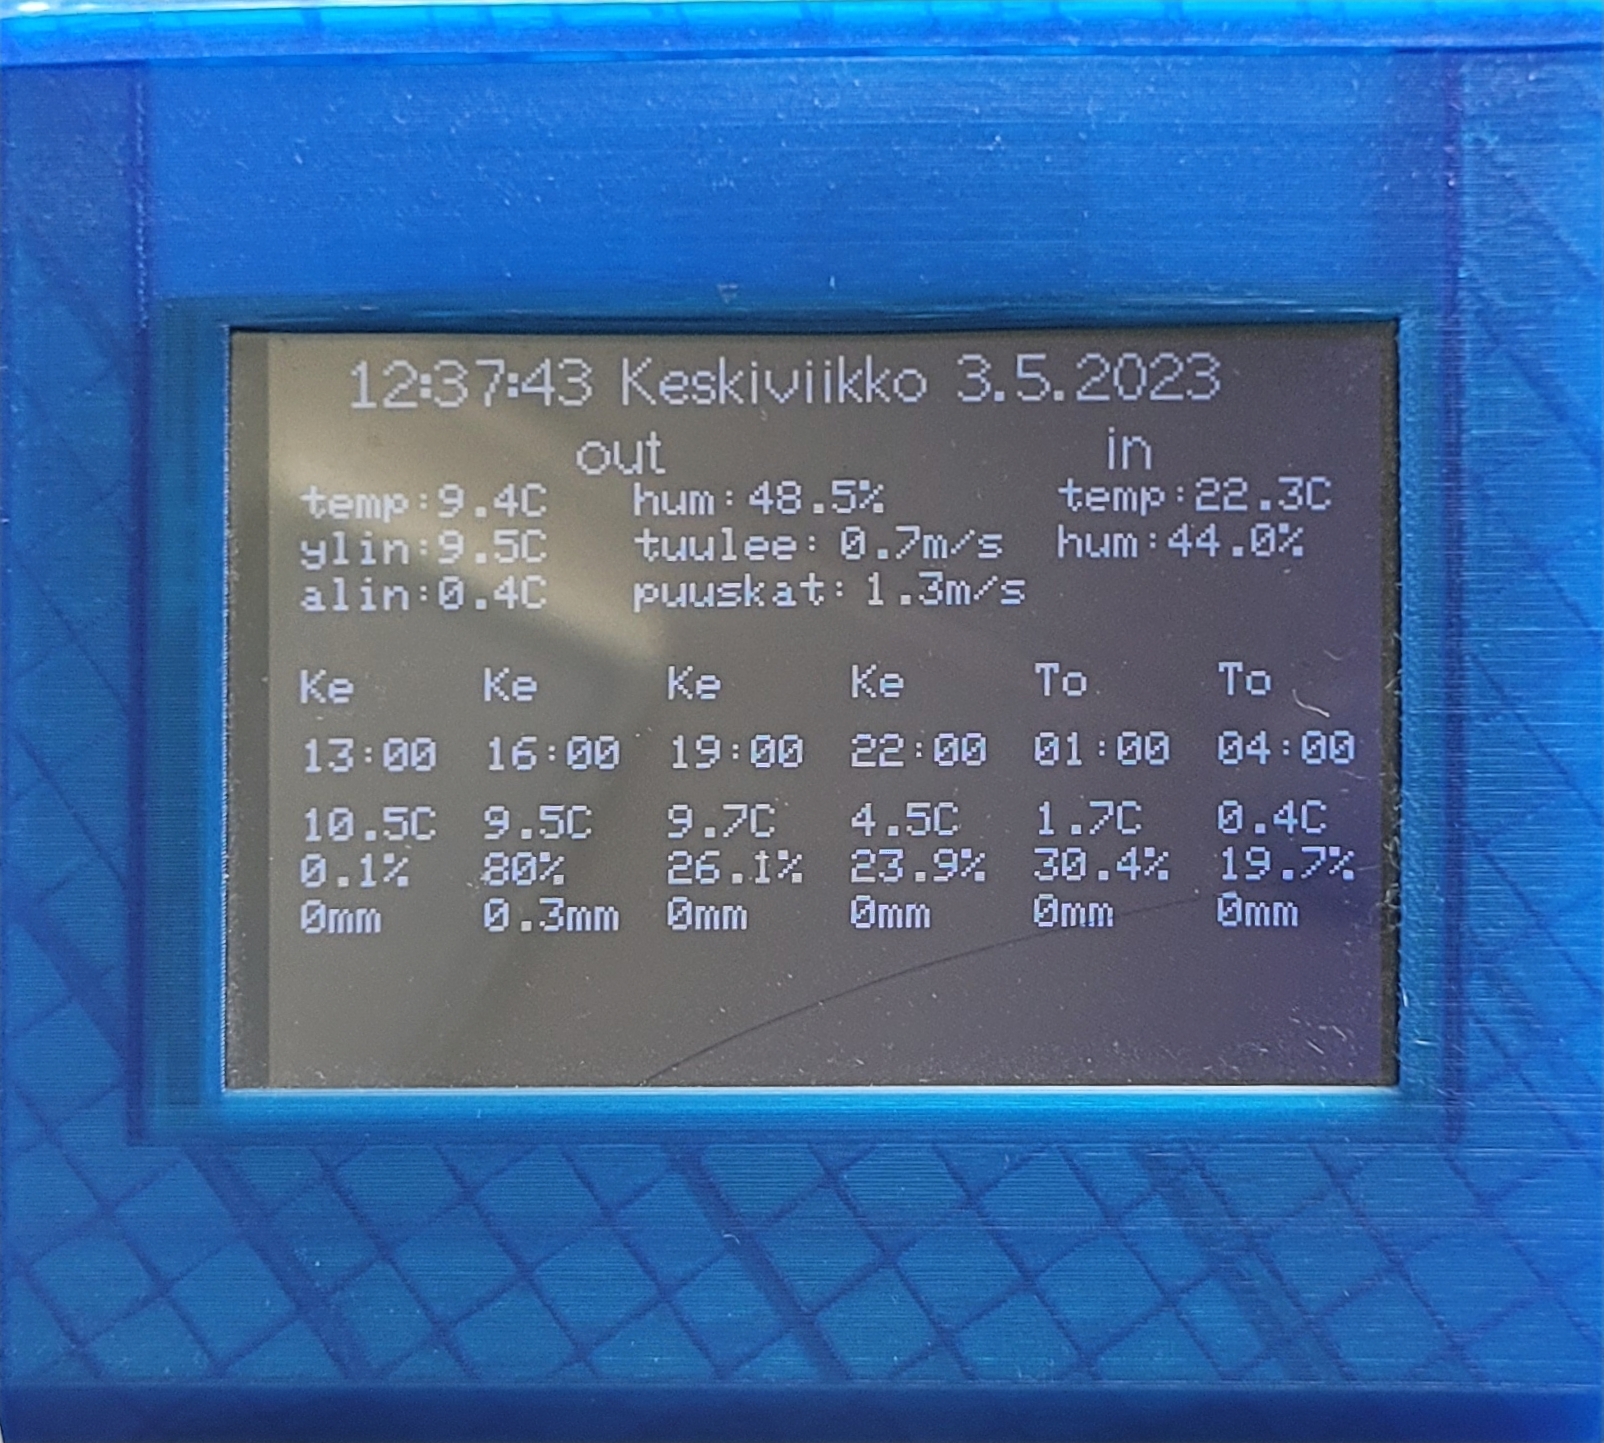 12:37:43 Keskiviikko 3.5.2023
out in
temp:9.4C hum:48.5% temp:22.3C
ylin:9.5C tuulee: 0.7m/s hum:44.0%
alin:0.4C puuskat: 1.3m/s
Ke Ke Ke Ke To To
13:00 16:00 19:00 22:00 01:00 04:00
10.5C 9.5C 9.7C 4.5C 1.7C 0.4C
0.1% 80% 26.1% 23.9% 30.4% 19.7%
0mm 0.3mm 0mm 0mm 0mm 0mm